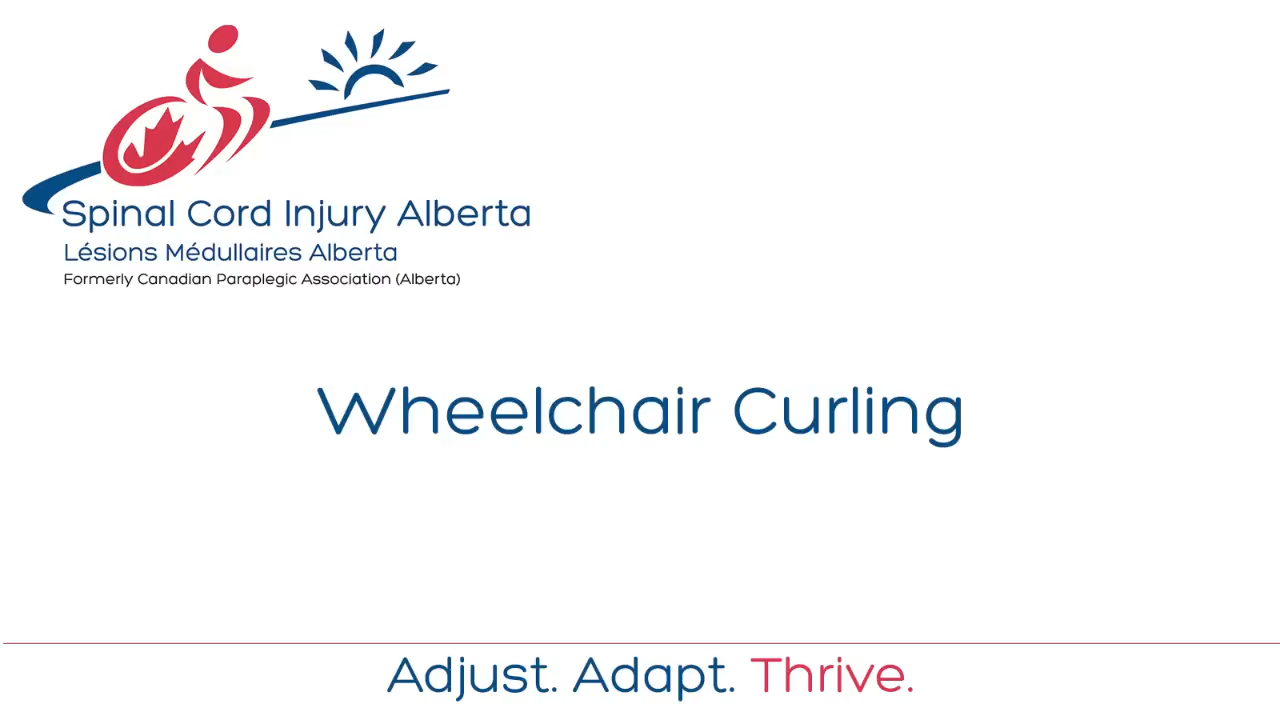 Spinal Cord Injury Alberta
Lésions Médullaires Alberta
Formerly Canadian Paraplegic Association (Alberta)
Wheelchair Curling
Adjust. Adapt. Thrive.